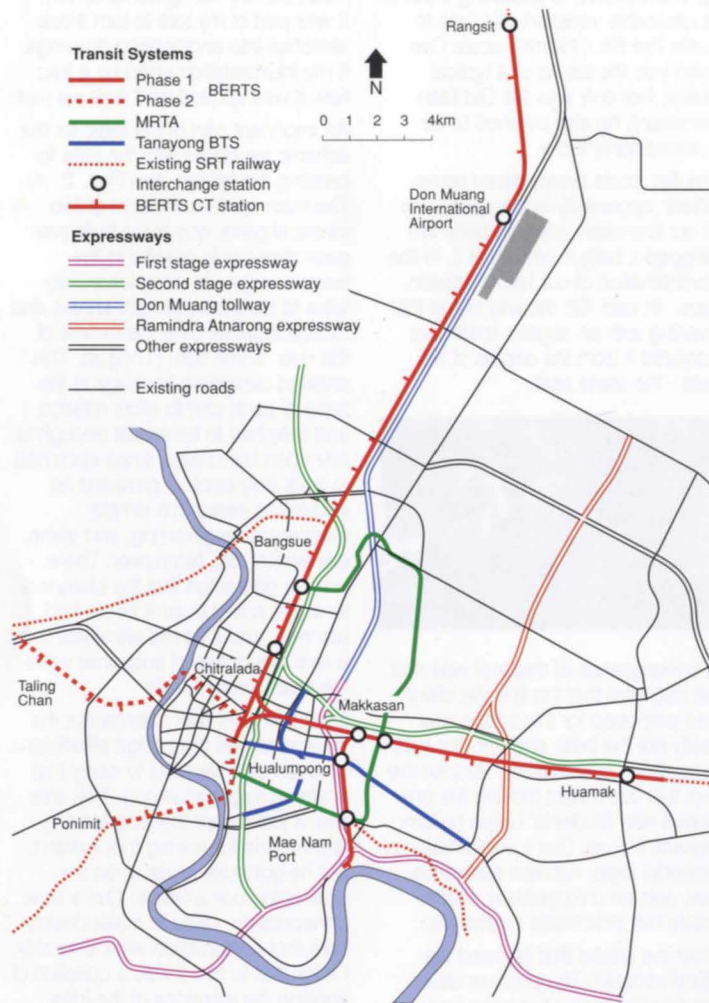 Transit System
Phase 1
Phase 2
BERTS
MRTA
Tanayong BTS
Existing SRT railway
Interchange station
BERTS CT station
Expressways
First stage expressway
Second stage expressway
Don Muang tollway
Ramindra Atnarong expressway
Other expressways
Existing roads
N
0 1 2 3 4km
Rangsit
Don Muang
International
Airport
Bangsue
Chitralada
Taling
Chan
Makkasan
Hualumpong
Huamak
Ponimit
Mae Nam
Port